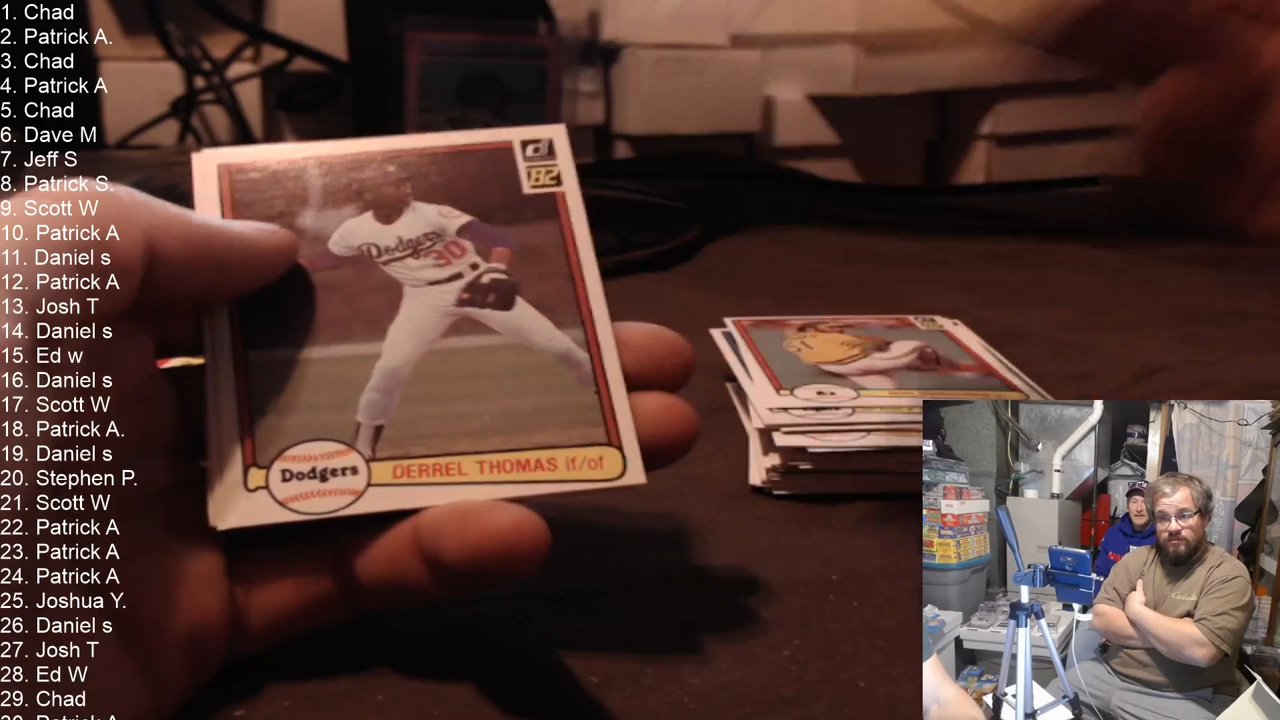 1. Chad
2. Patrick A.
3. Chad
4. Patrick A
5. Chad
6. Dave M
7. Jeff S
8. Patrick S.
9. Scott W
10. Patrick A
11. Daniel s
12. Patrick A
13. Josh T
14. Daniel s
15. Ed w
16. Daniel s
17. Scott W
18. Patrick A.
19. Daniel s
20. Stephen P.
21. Scott W
22. Patrick A
23. Patrick A
24. Patrick A
25. Joshua Y.
26. Daniel s
27. Josh T
28. Ed W
29. Chad
30. Patrick A
d
'82
Dodgers
30
Dodgers
DERREL THOMAS if/of